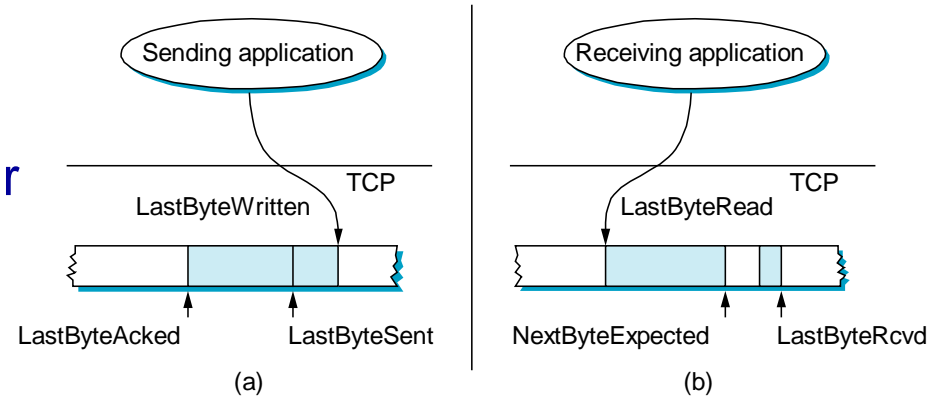 Sending application
Receiving application
r
TCP
TCP
LastByteWritten
LastByteRead
LastByteAcked
LastByteSent
NextByteExpected
LastByteRcvd
(a)
(b)